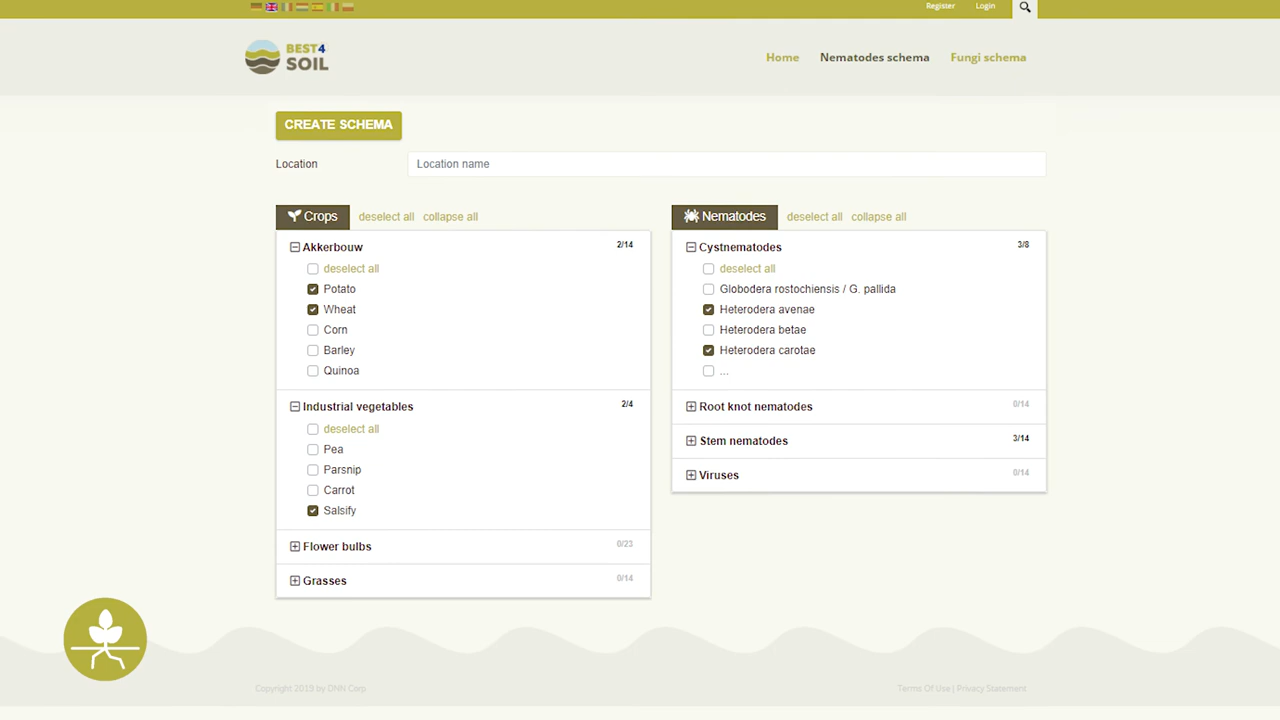 Register Login
BEST4
SOIL
Home Nematodes schema Fungi schema
CREATE SCHEMA
Location Location name
Crops deselect all collapse all
Akkerbouw 2/14
deselect all
Potato
Wheat
Corn
Barley
Quinoa
Industrial vegetables 2/4
deselect all
Pea
Parsnip
Carrot
Salsify
Flower bulbs 0/23
Grasses 0/14
Nematodes deselect all collapse all
Cystnematodes 3/8
deselect all
Globodera rostochiensis / G. pallida
Heterodera avenae
Heterodera betae
Heterodera carotae
...
Root knot nematodes 0/14
Stem nematodes 3/14
Viruses 0/14
Copyright 2019 by DNN Corp Terms Of Use | Privacy Statement